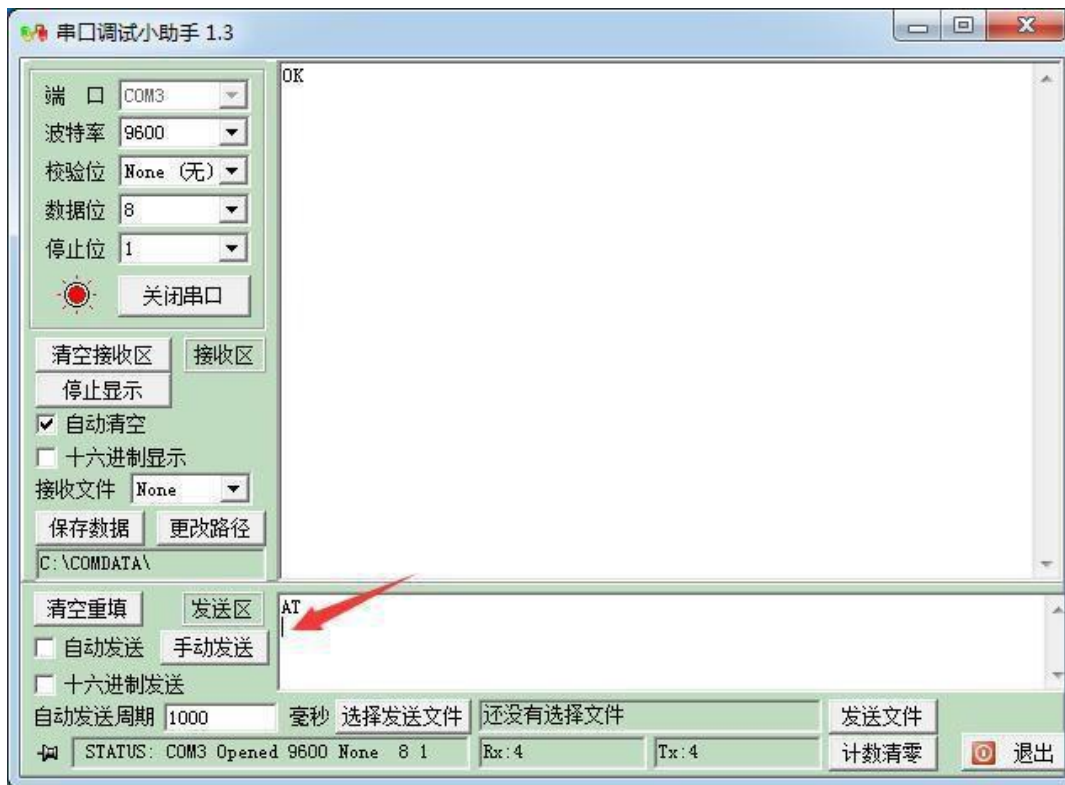 串口调试小助手 1.3
端 口 COM3
波特率 9600
校验位 None (无)
数据位 8
停止位 1
关闭串口
清空接收区 接收区
停止显示
自动清空
十六进制显示
接收文件 None
保存数据 更改路径
C:\COMDATA\
OK
清空重填 发送区
自动发送 手动发送
十六进制发送
AT
自动发送周期 1000 毫秒 选择发送文件 还没有选择文件 发送文件
STATUS: COM3 Opened 9600 None 8 1 Rx:4 Tx:4 计数清零 退出